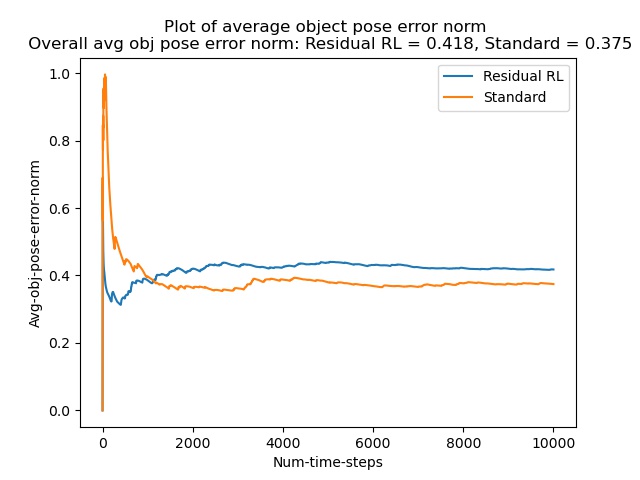 Plot of average object pose error norm
Overall avg obj pose error norm: Residual RL = 0.418, Standard = 0.375
Residual RL
Standard
1.0
0.8
0.6
0.4
0.2
0.0
Avg-obj-pose-error-norm
0 2000 4000 6000 8000 10000
Num-time-steps